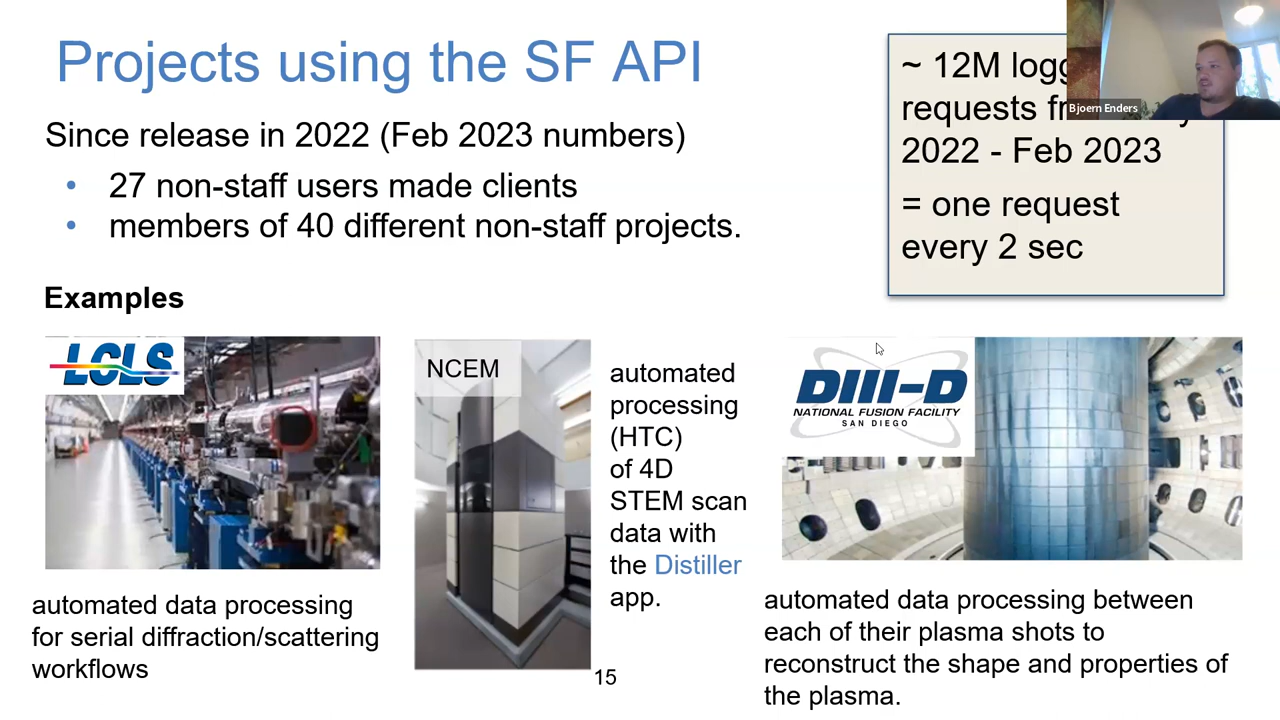 Projects using the SF API
Since release in 2022 (Feb 2023 numbers)
• 27 non-staff users made clients
• members of 40 different non-staff projects.
~ 12M
requests
2022 - Feb 2023
= one request
every 2 sec
Bjoern Enders
Examples
LCLS
automated data processing
for serial diffraction/scattering
workflows
NCEM
automated
processing
(HTC)
of 4D
STEM scan
data with
the Distiller
app.
DIII-D
NATIONAL FUSION FACILITY
SAN DIEGO
automated data processing between
each of their plasma shots to
reconstruct the shape and properties of
the plasma.
15